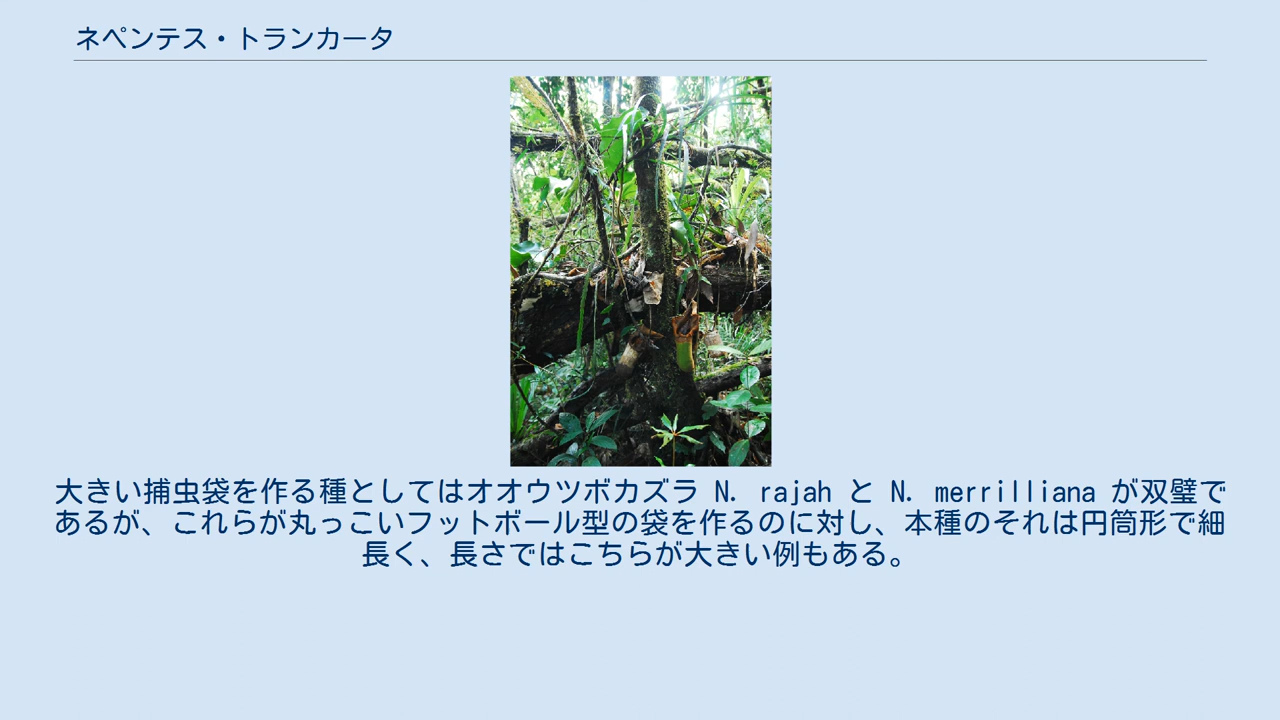 ネペンテス・トランカータ
大きい捕虫袋を作る種としてはオオウツボカズラ N. rajah と N. merrilliana が双璧で
あるが、これらが丸っこいフットボール型の袋を作るのに対し、本種のそれは円筒形で細
長く、長さではこちらが大きい例もある。